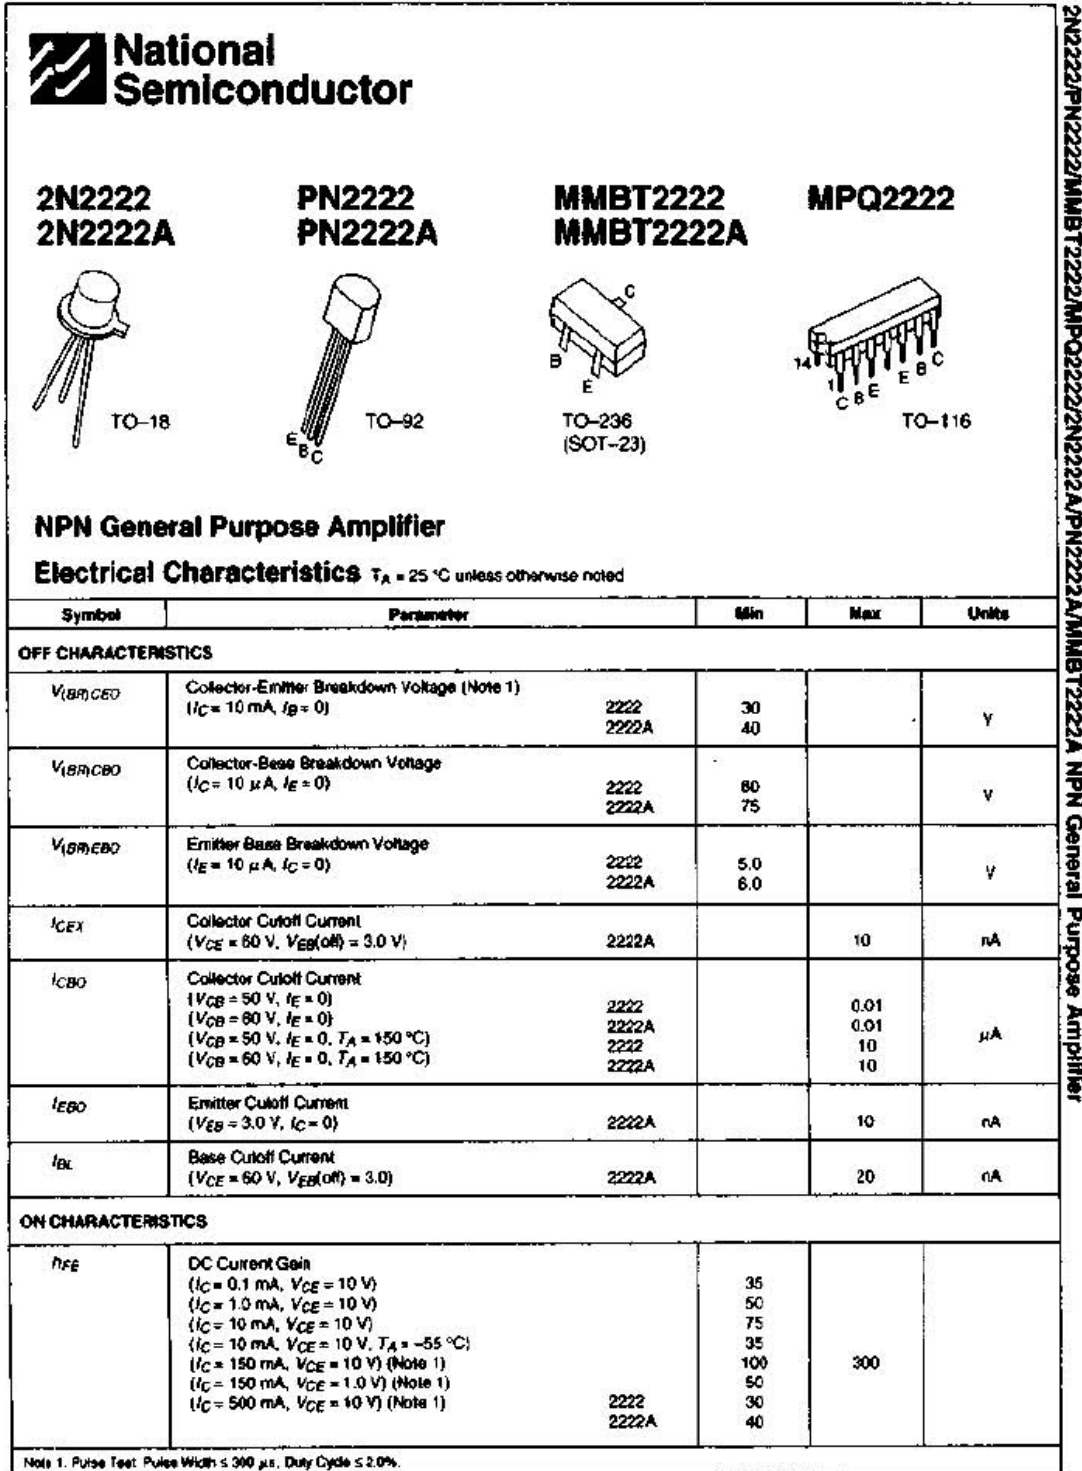 National
Semiconductor
2N2222
2N2222A
PN2222
PN2222A
MMBT2222
MMBT2222A
MPQ2222
TO–18
E
B
C
TO–92
C
B
E
TO–236
(SOT–23)
14
1
C B E E B C
TO–116
NPN General Purpose Amplifier
Electrical Characteristics TA = 25 °C unless otherwise noted
Symbol Parameter Min Max Units
OFF CHARACTERISTICS
V(BR)CEO Collector-Emitter Breakdown Voltage (Note 1)
(IC = 10 mA, IB = 0) 2222 30
2222A 40 V
V(BR)CBO Collector-Base Breakdown Voltage
(IC = 10 µA, IE = 0) 2222 60
2222A 75 V
V(BR)EBO Emitter Base Breakdown Voltage
(IE = 10 µA, IC = 0) 2222 5.0
2222A 6.0 V
ICEX Collector Cutoff Current
(VCE = 60 V, VEB(off) = 3.0 V) 2222A 10 nA
ICBO Collector Cutoff Current
(VCB = 50 V, IE = 0) 2222 0.01
(VCB = 60 V, IE = 0) 2222A 0.01
(VCB = 50 V, IE = 0, TA = 150 °C) 2222 10 µA
(VCB = 60 V, IE = 0, TA = 150 °C) 2222A 10
IEBO Emitter Cutoff Current
(VEB = 3.0 V, IC = 0) 2222A 10 nA
IBL Base Cutoff Current
(VCE = 60 V, VEB(off) = 3.0) 2222A 20 nA
ON CHARACTERISTICS
hFE DC Current Gain
(IC = 0.1 mA, VCE = 10 V) 35
(IC = 1.0 mA, VCE = 10 V) 50
(IC = 10 mA, VCE = 10 V) 75
(IC = 10 mA, VCE = 10 V, TA = –55 °C) 35
(IC = 150 mA, VCE = 10 V) (Note 1) 100 300
(IC = 150 mA, VCE = 1.0 V) (Note 1) 50
(IC = 500 mA, VCE = 10 V) (Note 1) 2222 30
2222A 40
Note 1. Pulse Test Pulse Width ≤ 300 µs, Duty Cycle ≤ 2.0%.
2N2222/PN2222/MMBT2222/MPQ2222/2N2222A/PN2222A/MMBT2222A NPN General Purpose Amplifier